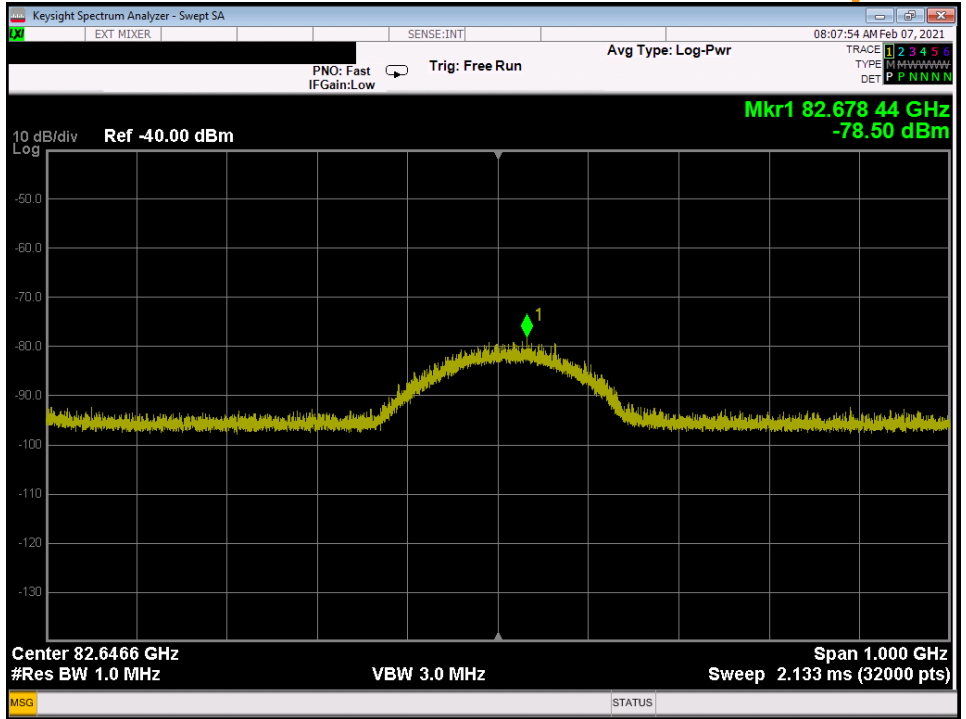 Keysight Spectrum Analyzer - Swept SA
LXI EXT MIXER SENSE:INT 08:07:54 AM Feb 07, 2021
PNO: Fast Trig: Free Run Avg Type: Log-Pwr TRACE 1 2 3 4 5 6
IFGain:Low TYPE M M W W W W W
DET P P N N N N
Mkr1 82.678 44 GHz
10 dB/div Ref -40.00 dBm -78.50 dBm
Log
-50.0
-60.0
-70.0
1
-80.0
-90.0
-100
-110
-120
-130
Center 82.6466 GHz Span 1.000 GHz
#Res BW 1.0 MHz VBW 3.0 MHz Sweep 2.133 ms (32000 pts)
MSG STATUS